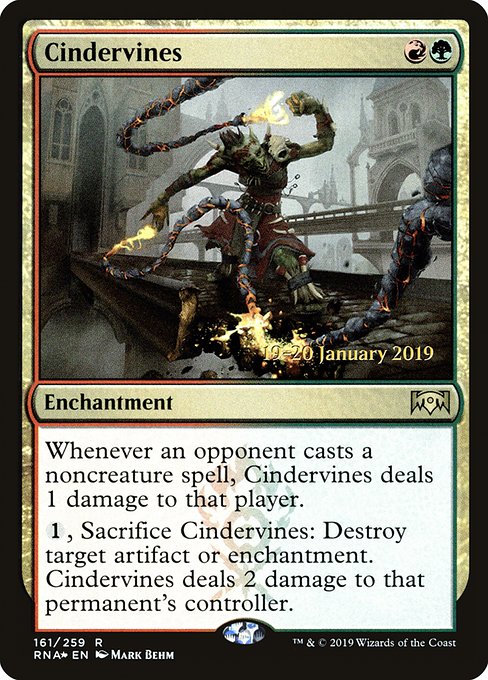 Cindervines
19–20 January 2019
Enchantment
Whenever an opponent casts a
noncreature spell, Cindervines deals
1 damage to that player.
1, Sacrifice Cindervines: Destroy
target artifact or enchantment.
Cindervines deals 2 damage to that
permanent's controller.
161/259 R
RNA★ EN Mark Behm
™ & © 2019 Wizards of the Coast